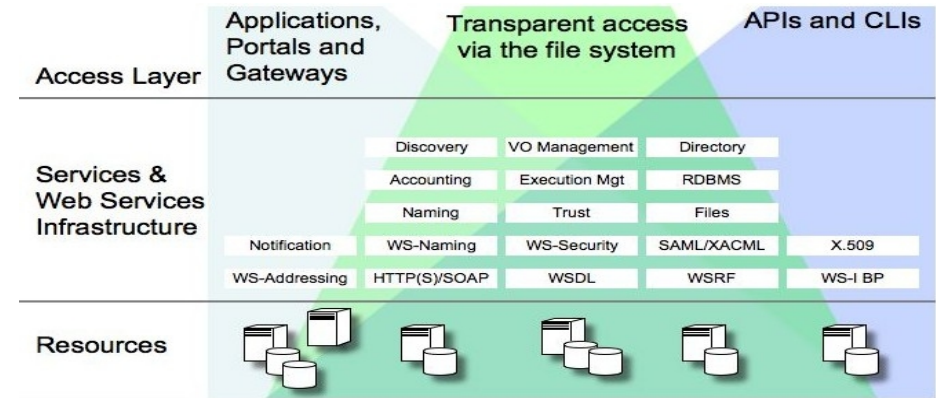 Applications,
Portals and
Gateways
Transparent access
via the file system
APIs and CLIs
Access Layer
Services &
Web Services
Infrastructure
Discovery
VO Management
Directory
Accounting
Execution Mgt
RDBMS
Naming
Trust
Files
Notification
WS-Naming
WS-Security
SAML/XACML
X.509
WS-Addressing
HTTP(S)/SOAP
WSDL
WSRF
WS-I BP
Resources